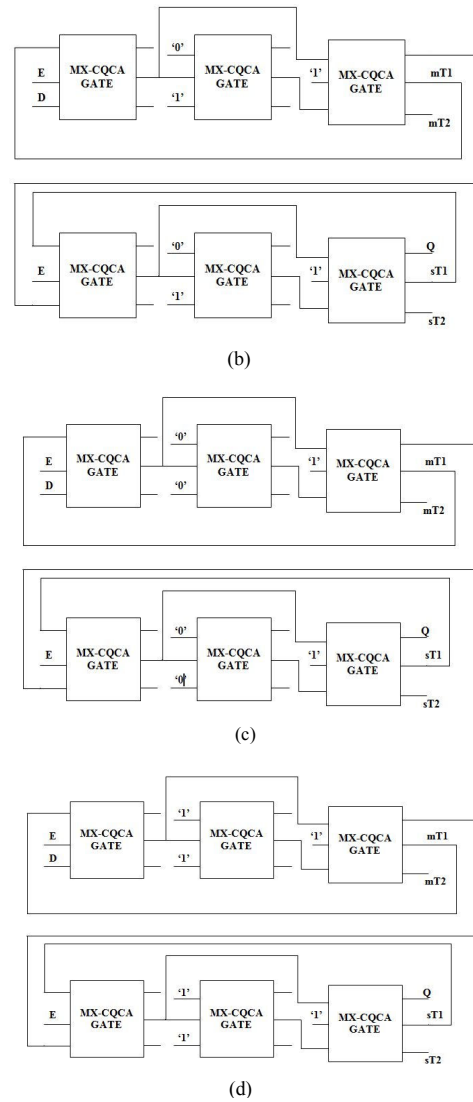 ‘0’
E MX-CQCA GATE MX-CQCA GATE ‘1’ MX-CQCA GATE mT1
D ‘1’ mT2
‘0’ Q
E MX-CQCA GATE MX-CQCA GATE ‘1’ MX-CQCA GATE sT1
‘1’ sT2
(b)
‘0’
E MX-CQCA GATE MX-CQCA GATE ‘1’ MX-CQCA GATE mT1
D ‘0’ mT2
‘0’ Q
E MX-CQCA GATE MX-CQCA GATE ‘1’ MX-CQCA GATE sT1
‘0’ sT2
(c)
‘1’
E MX-CQCA GATE MX-CQCA GATE ‘1’ MX-CQCA GATE mT1
D ‘1’ mT2
‘1’ Q
E MX-CQCA GATE MX-CQCA GATE ‘1’ MX-CQCA GATE sT1
‘1’ sT2
(d)